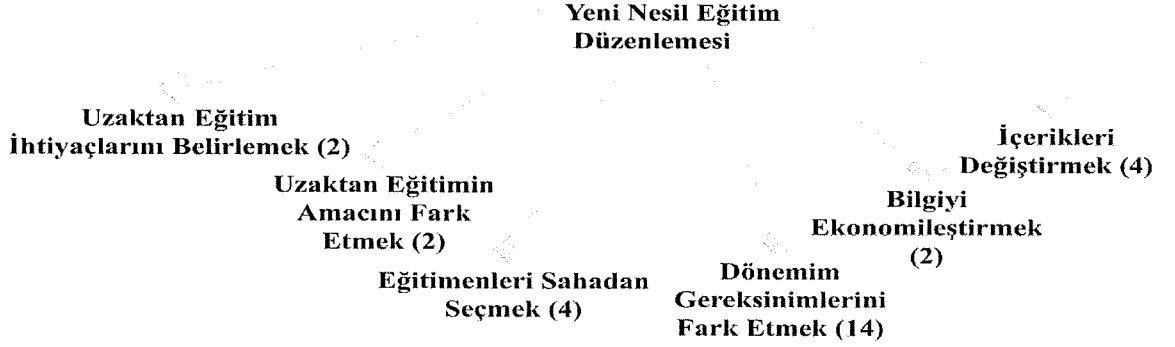 Yeni Nesil Eğitim
Düzenlemesi
Uzaktan Eğitim
İhtiyaçlarını Belirlemek (2)
Uzaktan Eğitimin
Amacını Fark
Etmek (2)
Eğitimenleri Sahadan
Seçmek (4)
Dönemim
Gereksinimlerini
Fark Etmek (14)
Bilgiyi
Ekonomileştirmek
(2)
İçerikleri
Değiştirmek (4)